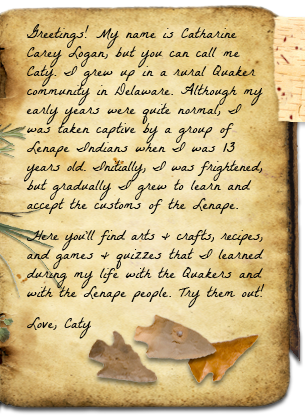 Greetings! My name is Catharine
Carey Logan, but you can call me
Caty. I grew up in a rural Quaker
community in Delaware. Although my
early years were quite normal, I
was taken captive by a group of
Lenape Indians when I was 13
years old. Initially, I was frightened,
but gradually I grew to learn and
accept the customs of the Lenape.
Here you'll find arts & crafts, recipes,
and games & quizzes that I learned
during my life with the Quakers and
with the Lenape people. Try them out!
Love, Caty